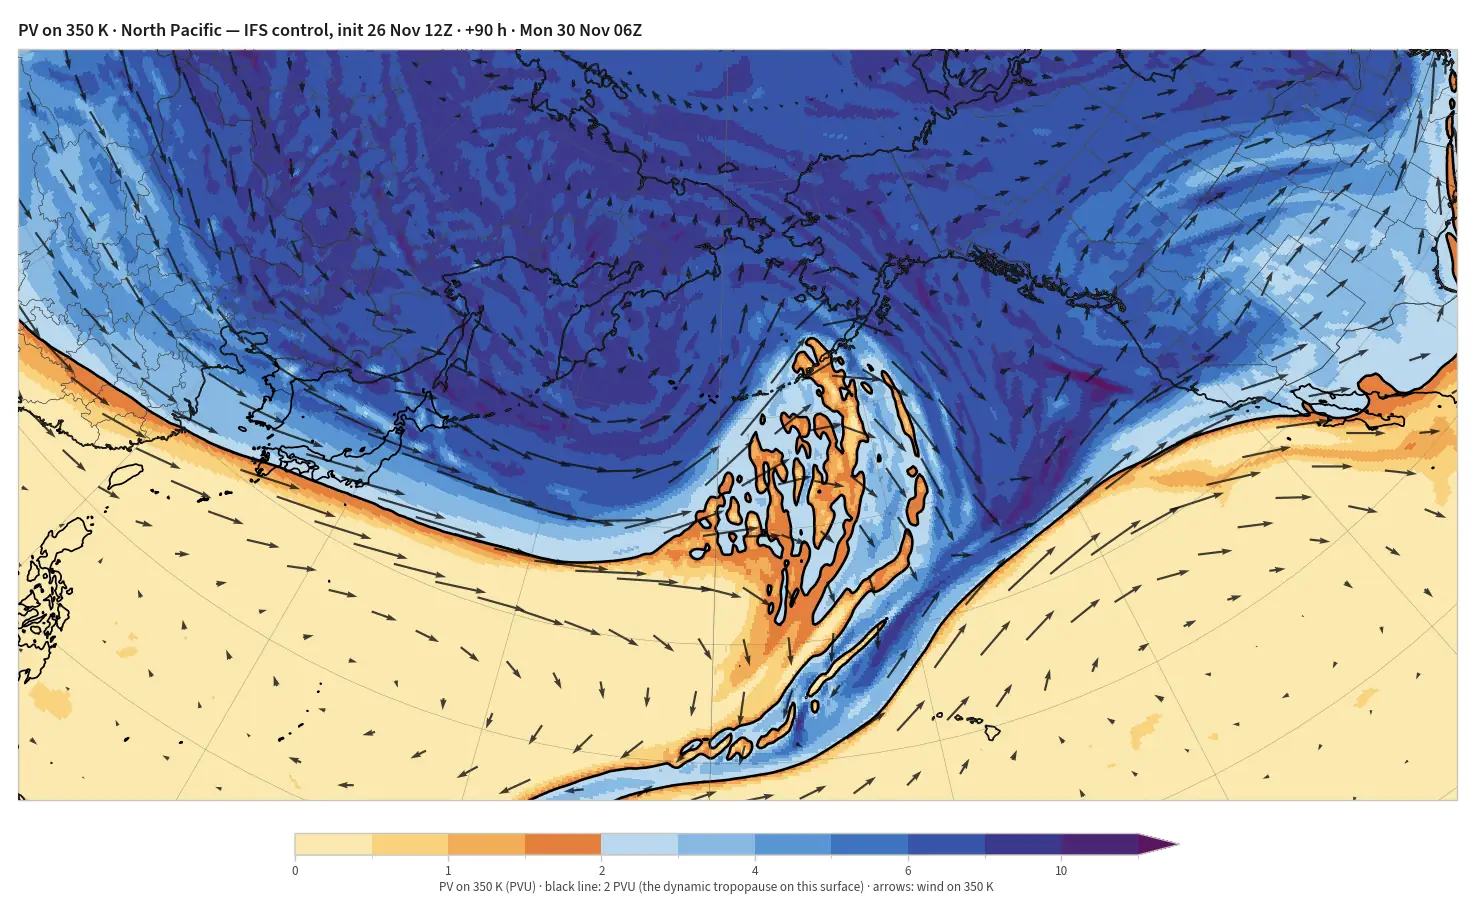 PV on 350 K · North Pacific — IFS control, init 26 Nov 12Z · +90 h · Mon 30 Nov 06Z
0 1 2 4 6 10
PV on 350 K (PVU) · black line: 2 PVU (the dynamic tropopause on this surface) · arrows: wind on 350 K